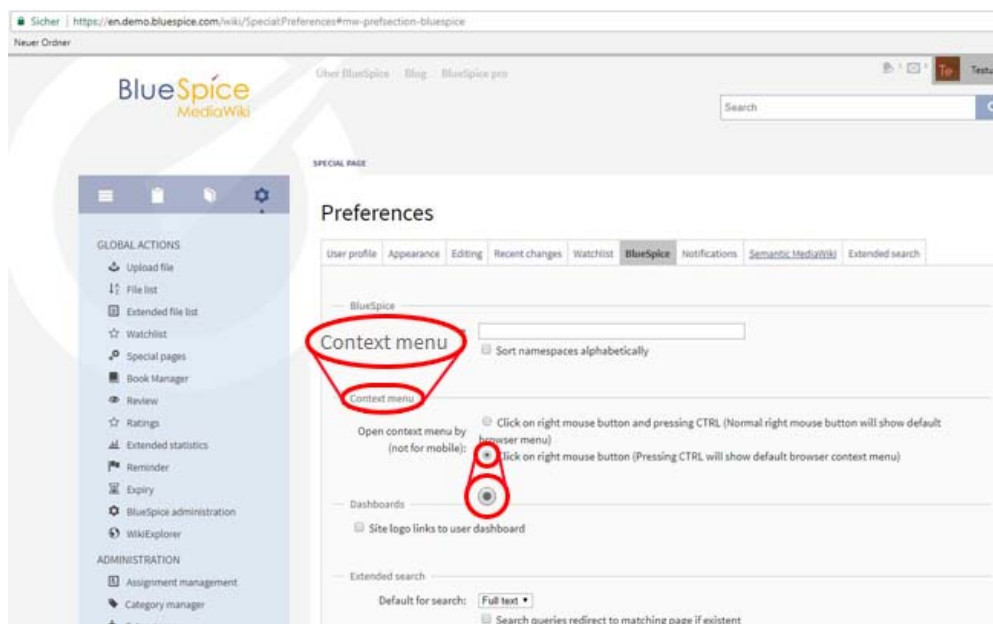 Sicher | https://en.demo.bluespice.com/wiki/Special:Preferences#mw-prefsection-bluespice
Neuer Ordner
BlueSpice
MediaWiki
Über BlueSpice Blog BlueSpice pro
Te Testu
Search
SPECIAL PAGE
Preferences
User profile Appearance Editing Recent changes Watchlist BlueSpice Notifications Semantic MediaWiki Extended search
GLOBAL ACTIONS
Upload file
File list
Extended file list
Watchlist
Special pages
Book Manager
Review
Ratings
Extended statistics
Reminder
Expiry
BlueSpice administration
WikiExplorer
ADMINISTRATION
Assignment management
Category manager
BlueSpice
Context menu
Sort namespaces alphabetically
Context menu
Open context menu by
(not for mobile):
Click on right mouse button and pressing CTRL (Normal right mouse button will show default
browser menu)
Click on right mouse button (Pressing CTRL will show default browser context menu)
Dashboards
Site logo links to user dashboard
Extended search
Default for search: Full text
Search queries redirect to matching page if existent